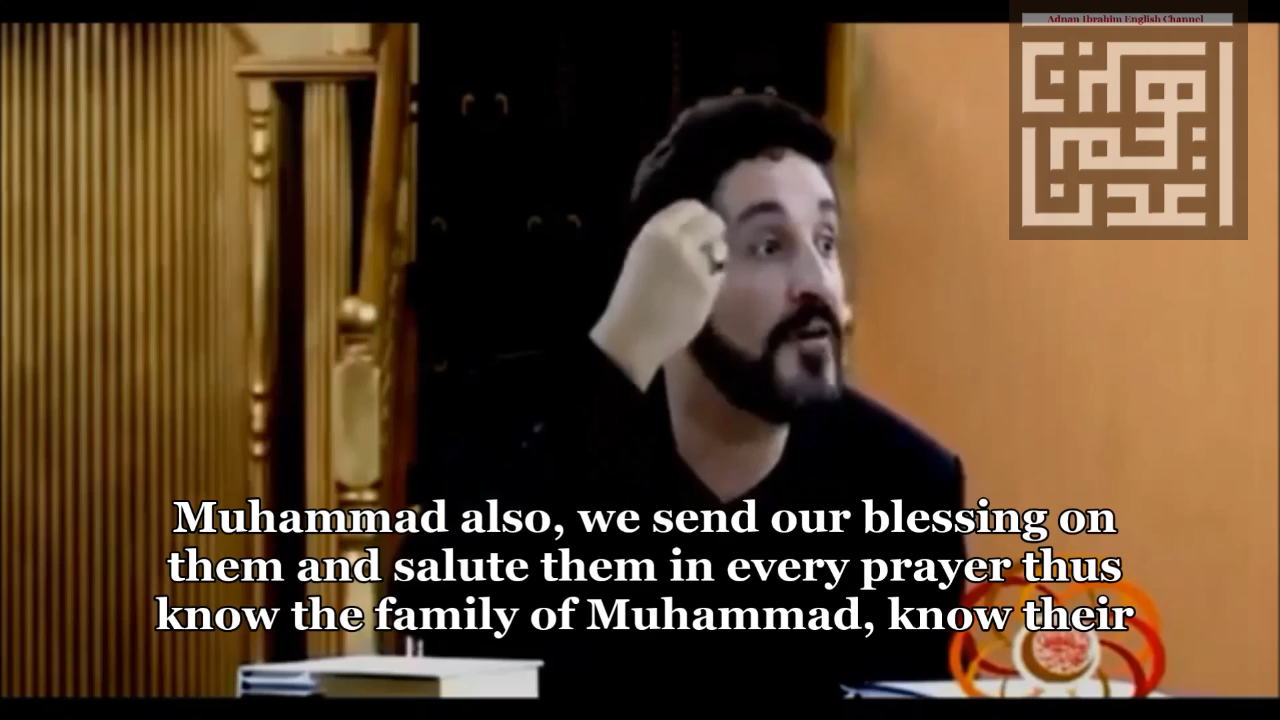 Adnan Ibrahim English Channel
Muhammad also, we send our blessing on
them and salute them in every prayer thus
know the family of Muhammad, know their